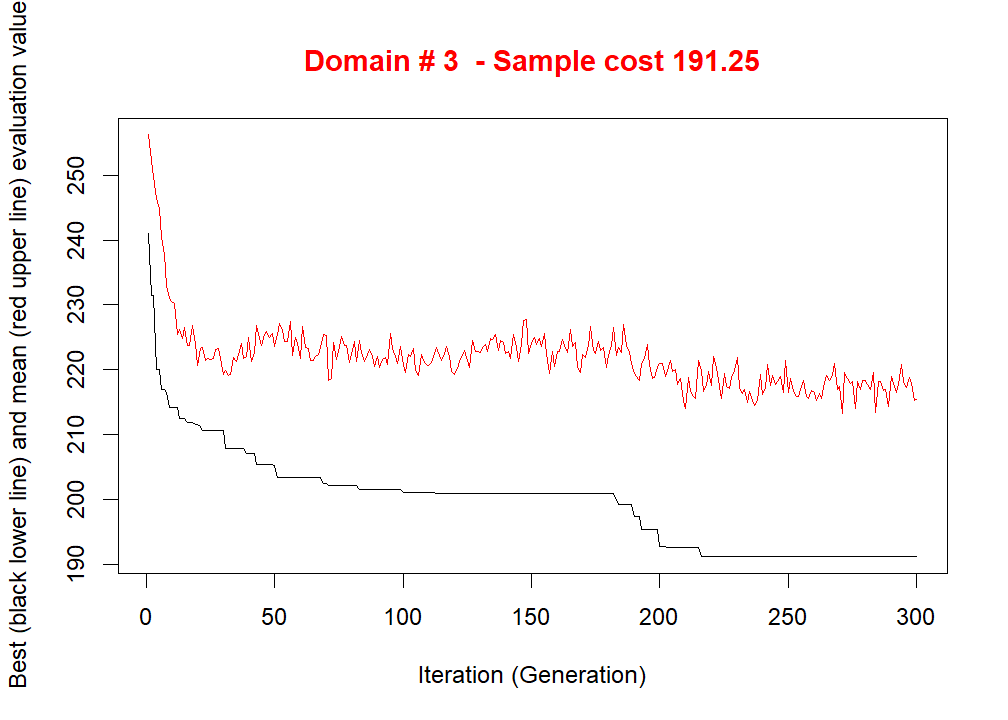 Domain # 3  - Sample cost 191.25
Best (black lower line) and mean (red upper line) evaluation value
250
240
230
220
210
200
190
0 50 100 150 200 250 300
Iteration (Generation)